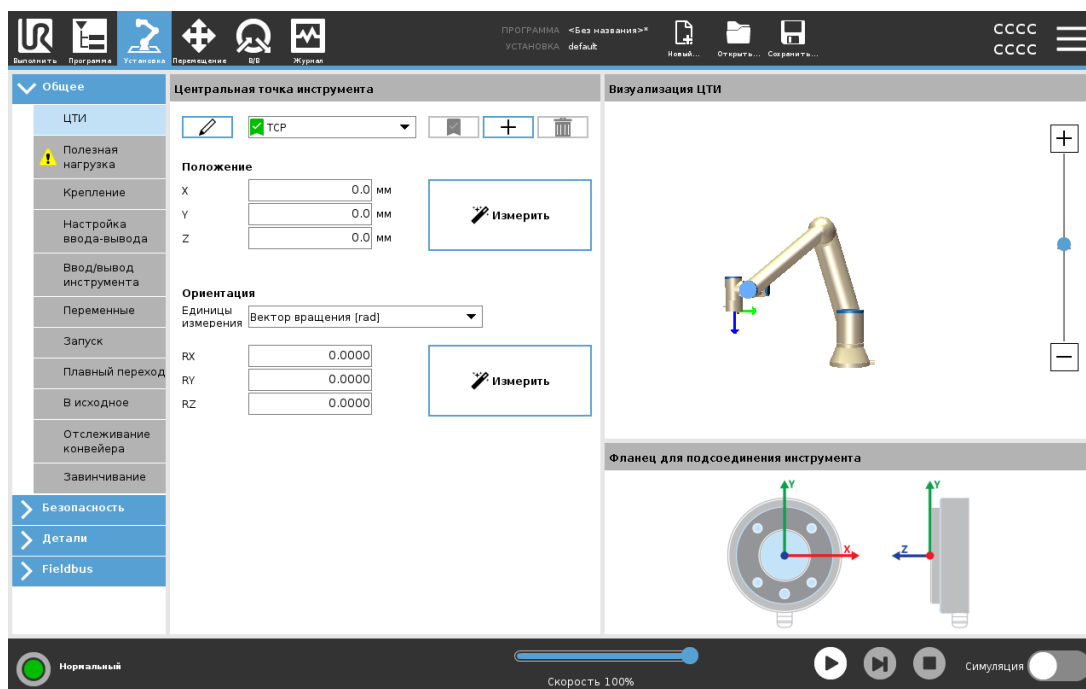 ПРОГРАММА <Без названия>*
УСТАНОВКА default
CCCC
CCCC
Выполнить Программа Установка Перемещение В/В Журнал
Новый... Открыть... Сохранить...
Общее
ЦТИ
Полезная
нагрузка
Крепление
Настройка
ввода-вывода
Ввод/вывод
инструмента
Переменные
Запуск
Плавный переход
В исходное
Отслеживание
конвейера
Завинчивание
Безопасность
Детали
Fieldbus
Центральная точка инструмента
TCP
Положение
X 0.0 мм
Y 0.0 мм
Z 0.0 мм
Измерить
Ориентация
Единицы
измерения
Вектор вращения [rad]
RX 0.0000
RY 0.0000
RZ 0.0000
Измерить
Визуализация ЦТИ
Фланец для подсоединения инструмента
Y
X
Y
Z
Нормальный
Скорость 100%
Симуляция